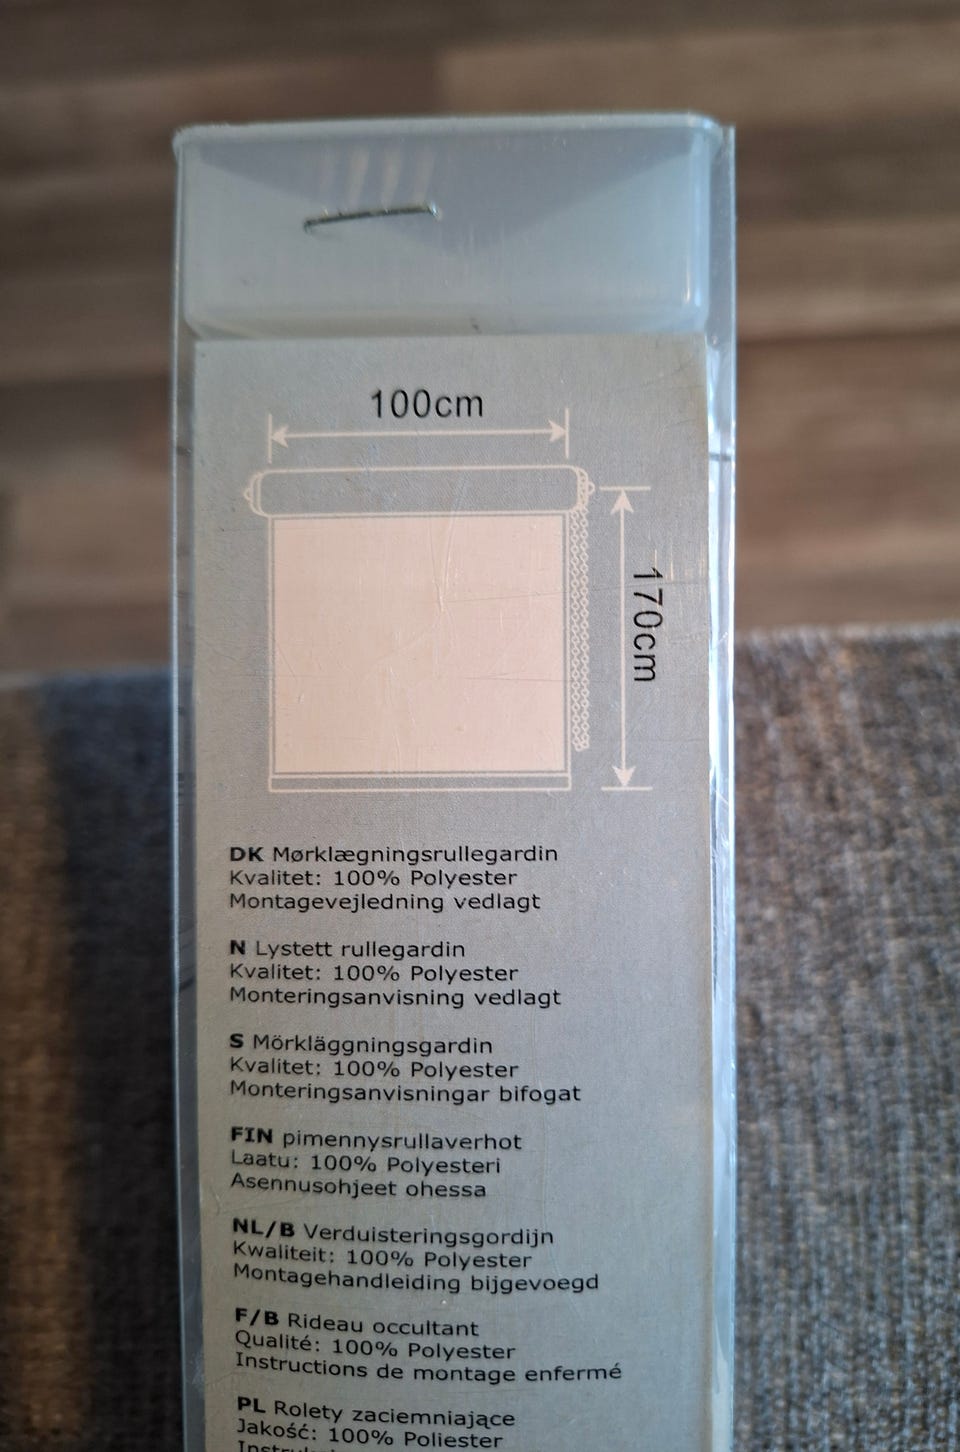 100cm
170cm
DK Mørklægningsrullegardin
Kvalitet: 100% Polyester
Montagevejledning vedlagt
N Lystett rullegardin
Kvalitet: 100% Polyester
Monteringsanvisning vedlagt
S Mörkläggningsgardin
Kvalitet: 100% Polyester
Monteringsanvisningar bifogat
FIN pimennysrullaverhot
Laatu: 100% Polyesteri
Asennusohjeet ohessa
NL/B Verduisteringsgordijn
Kwaliteit: 100% Polyester
Montagehandleiding bijgevoegd
F/B Rideau occultant
Qualité: 100% Polyester
Instructions de montage enfermé
PL Rolety zaciemniające
Jakość: 100% Poliester